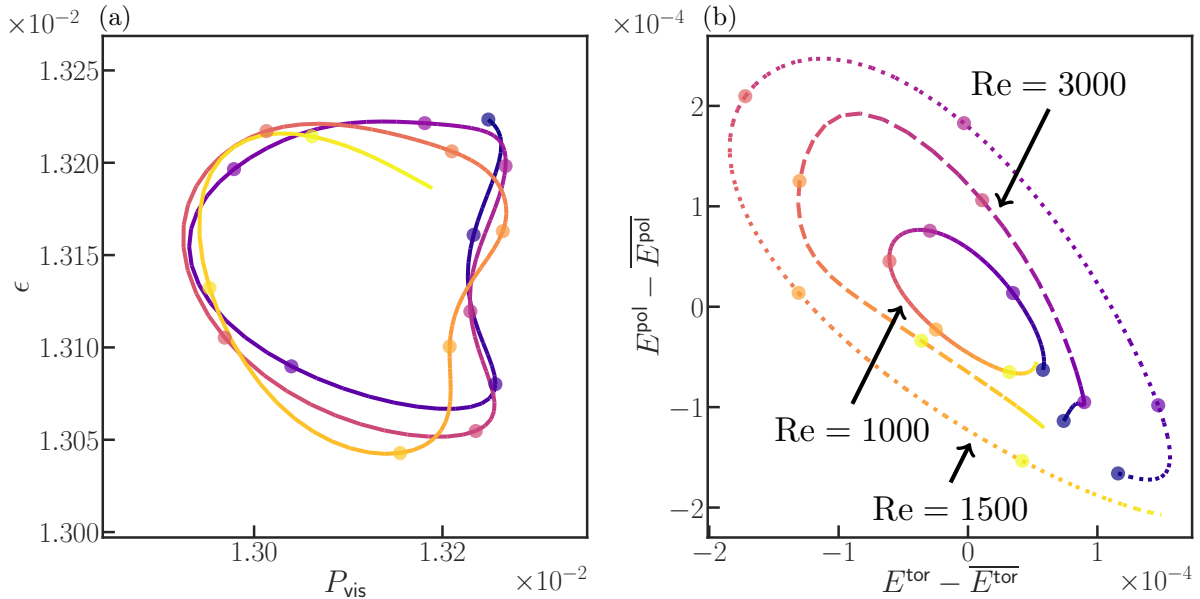 ×10⁻²
(a)
1.325
1.320
1.315
1.310
1.305
1.300
ϵ
1.30
1.32
P_vis
×10⁻²
×10⁻⁴
(b)
2
1
0
−1
−2
E^pol − \overline{E^pol}
Re = 3000
Re = 1000
Re = 1500
−2
−1
0
1
E^tor − \overline{E^tor}
×10⁻⁴